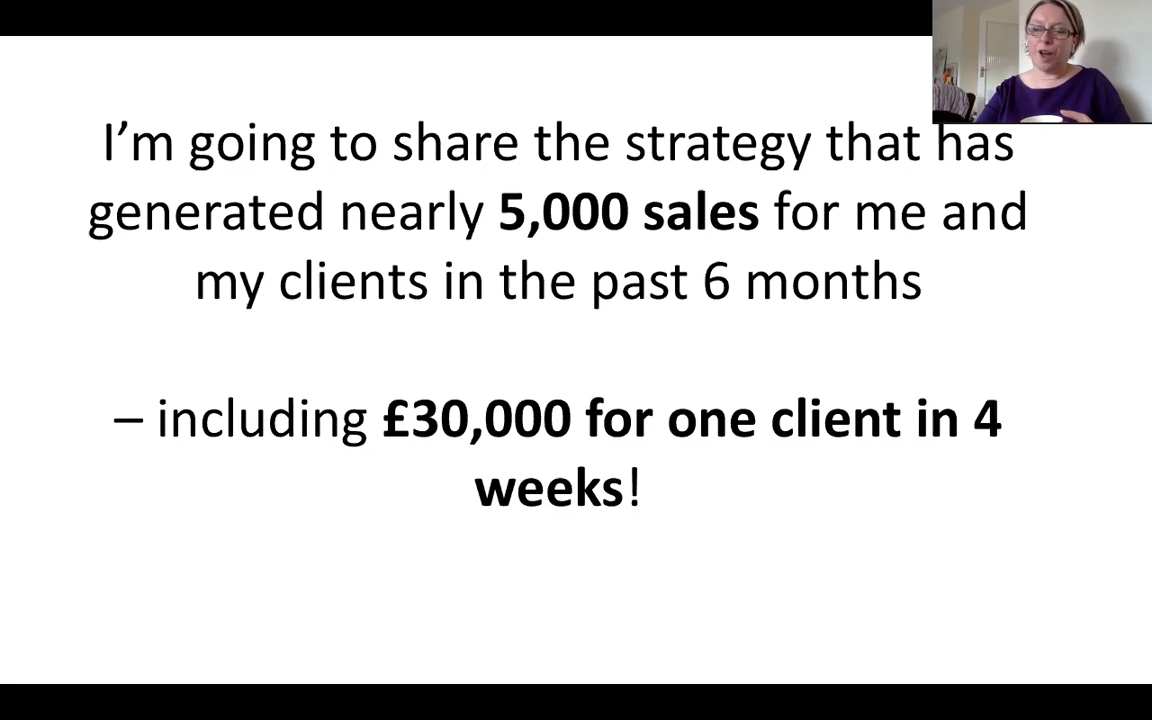 I’m going to share the strategy that has
generated nearly 5,000 sales for me and
my clients in the past 6 months
– including £30,000 for one client in 4
weeks!